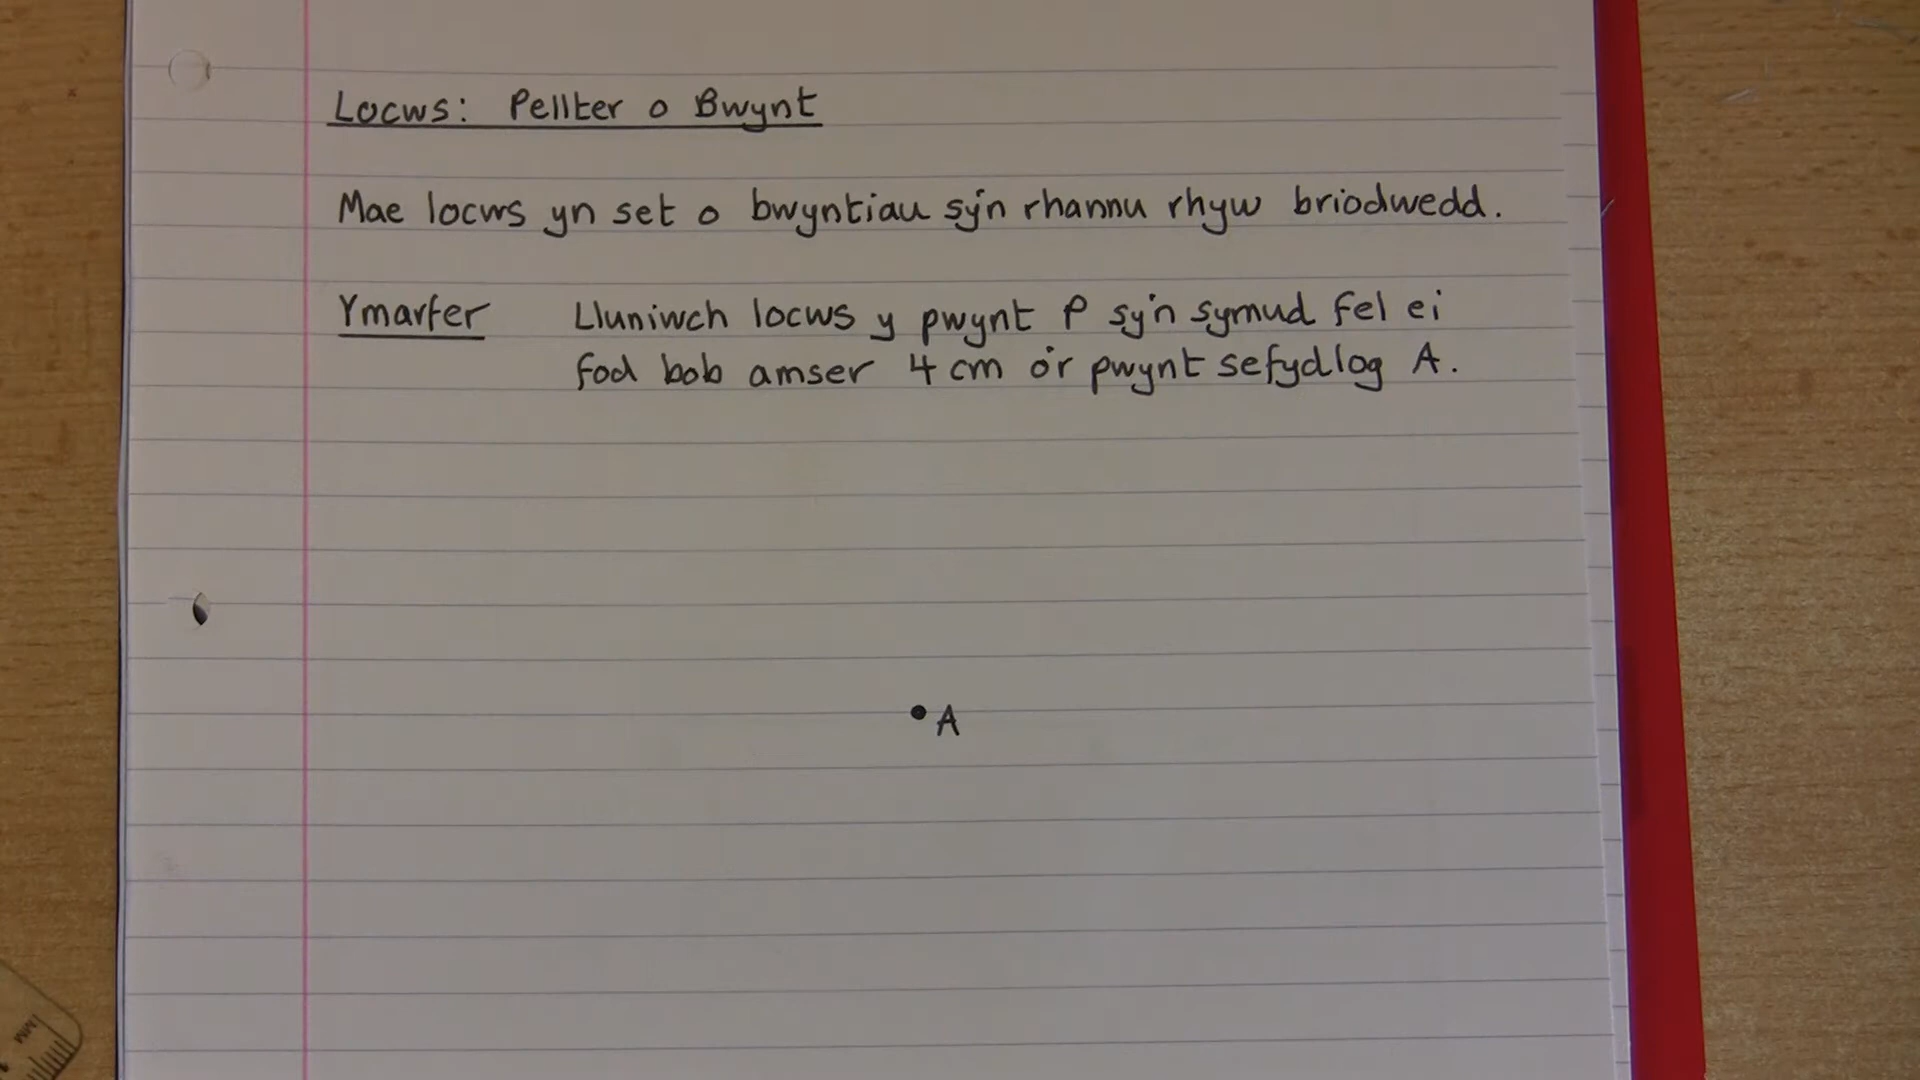 Locws: Pellter o Bwynt
Mae locws yn set o bwyntiau sy'n rhannu rhyw briodwedd.
Ymarfer Lluniwch locws y pwynt P sy'n symud fel ei
fod bob amser 4 cm o'r pwynt sefydlog A.
A
MM